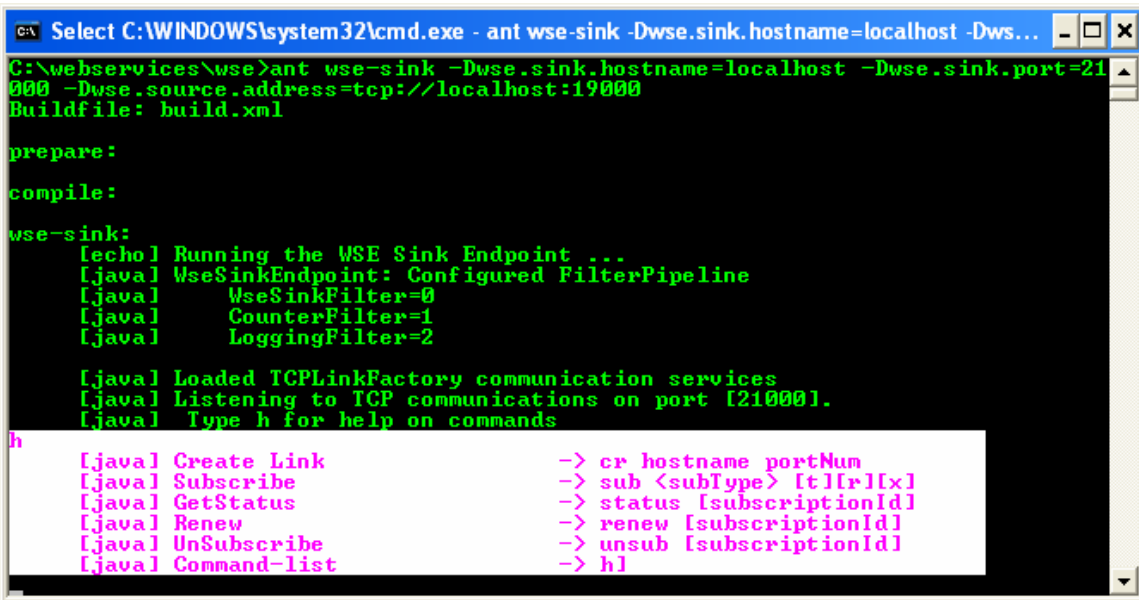 Select C:\WINDOWS\system32\cmd.exe - ant wse-sink -Dwse.sink.hostname=localhost -Dws...
C:\webservices\wse>ant wse-sink -Dwse.sink.hostname=localhost -Dwse.sink.port=21
000 -Dwse.source.address=tcp://localhost:19000
Buildfile: build.xml
prepare:
compile:
wse-sink:
[echo] Running the WSE Sink Endpoint ...
[java] WseSinkEndpoint: Configured FilterPipeline
[java] WseSinkFilter=0
[java] CounterFilter=1
[java] LoggingFilter=2
[java] Loaded TCPLinkFactory communication services
[java] Listening to TCP communications on port [21000].
[java] Type h for help on commands
h
[java] Create Link -> cr hostname portNum
[java] Subscribe -> sub <subType> [t][r][x]
[java] GetStatus -> status [subscriptionId]
[java] Renew -> renew [subscriptionId]
[java] UnSubscribe -> unsub [subscriptionId]
[java] Command-list -> h]